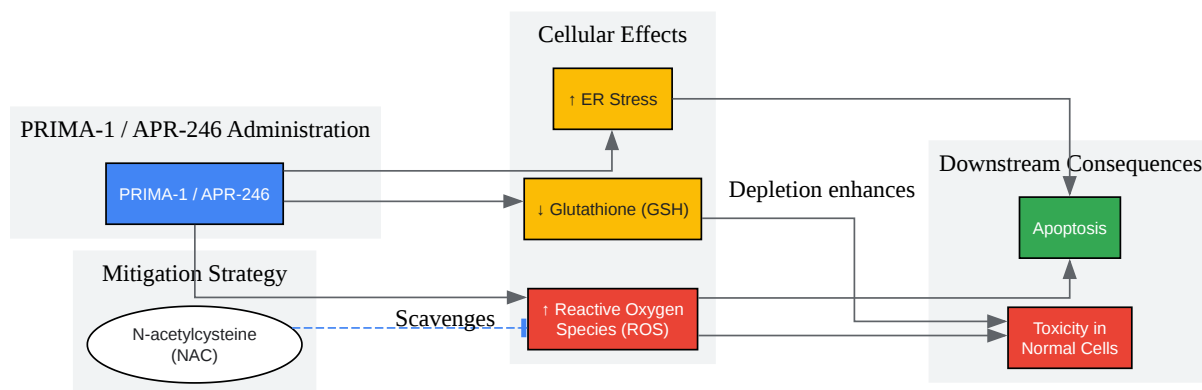 Cellular Effects
↑ ER Stress
PRIMA-1 / APR-246 Administration
PRIMA-1 / APR-246
↓ Glutathione (GSH)
Depletion enhances
Downstream Consequences
Apoptosis
Mitigation Strategy
N-acetylcysteine
(NAC)
Scavenges
↑ Reactive Oxygen
Species (ROS)
Toxicity in
Normal Cells